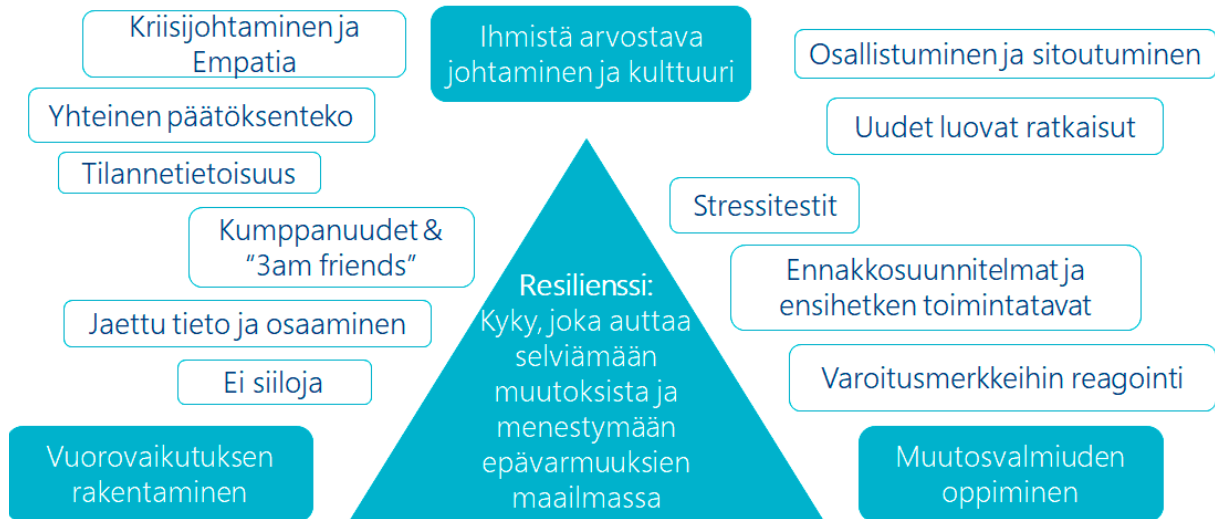 Kriisijohtaminen ja
Empatia
Ihmistä arvostava
johtaminen ja kulttuuri
Osallistuminen ja sitoutuminen
Yhteinen päätöksenteko
Uudet luovat ratkaisut
Tilannetietoisuus
Stressitestit
Kumppanuudet &
“3am friends”
Ennakkosuunnitelmat ja
ensihetken toimintatavat
Jaettu tieto ja osaaminen
Ei siiloja
Varoitusmerkkeihin reagointi
Resilienssi:
Kyky, joka auttaa
selviämään
muutoksista ja
menestymään
epävarmuuksien
maailmassa
Vuorovaikutuksen
rakentaminen
Muutosvalmiuden
oppiminen